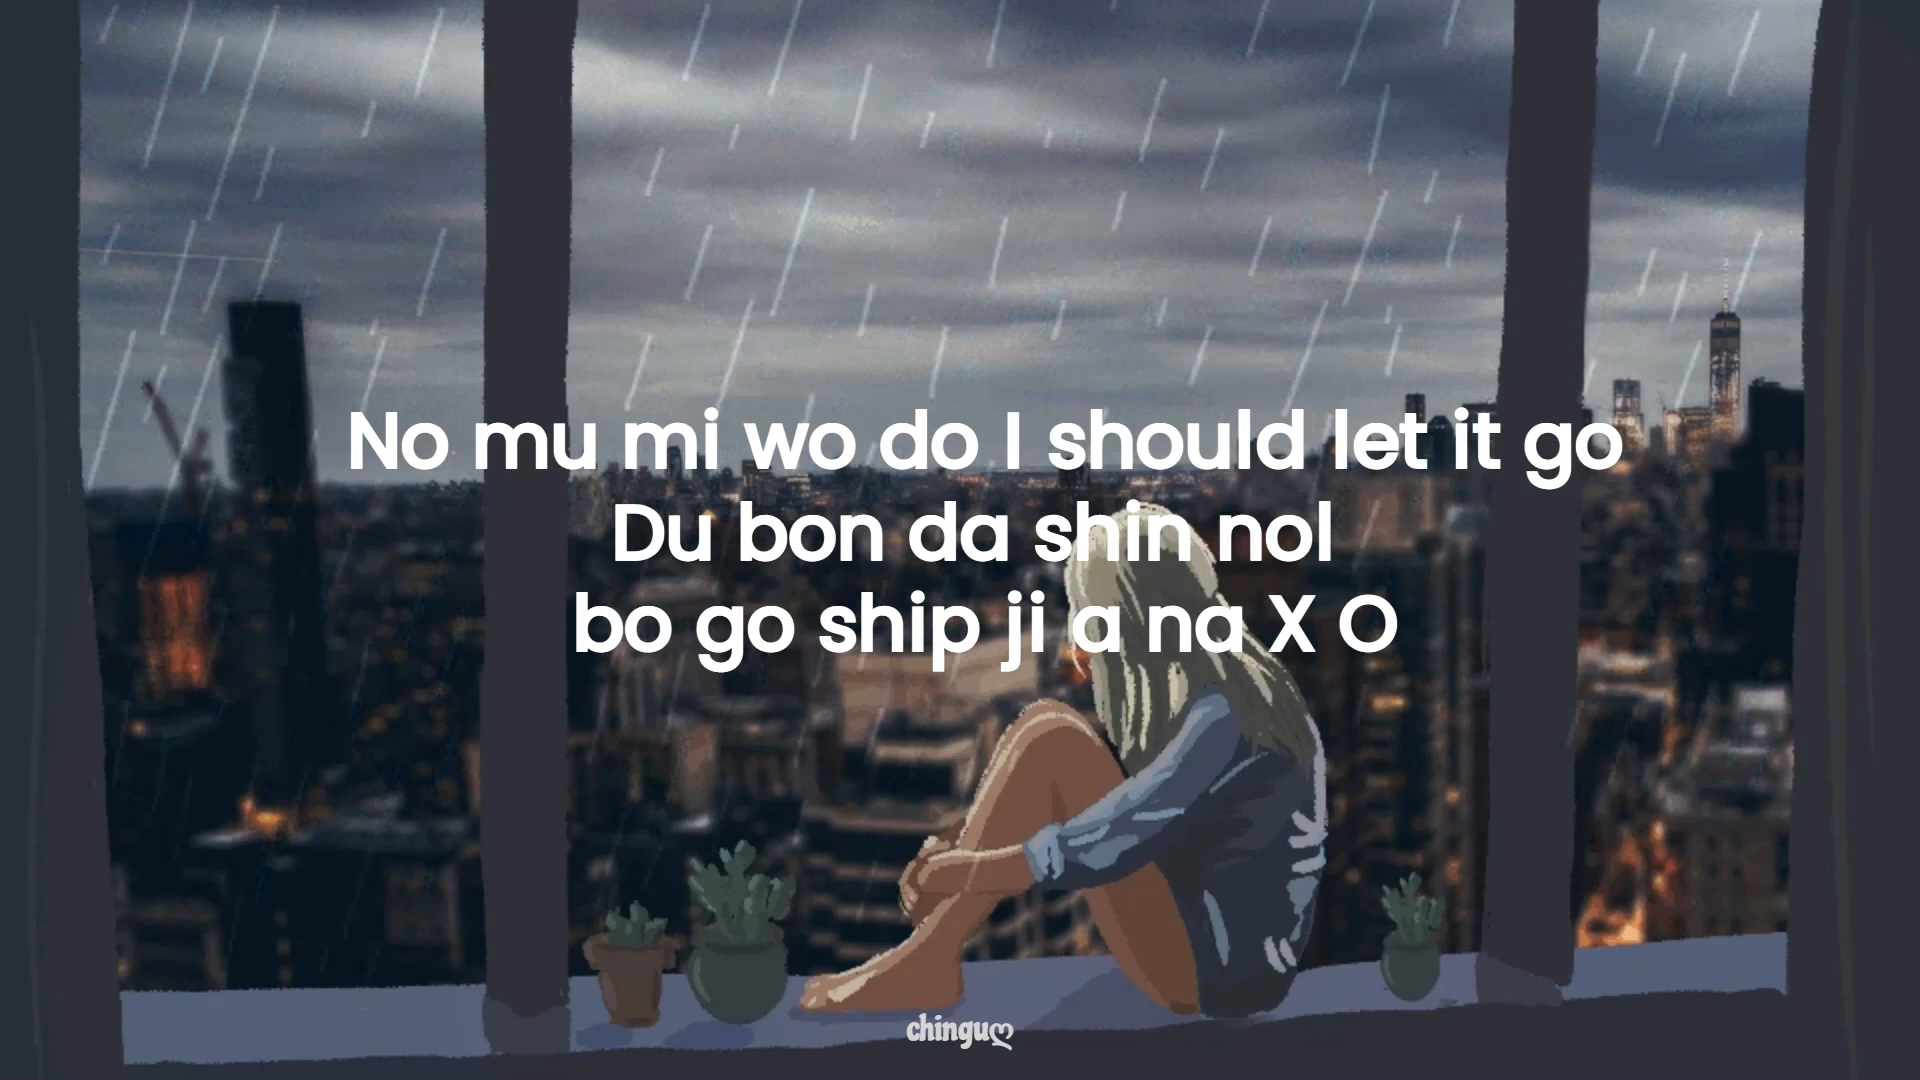 No mu mi wo do I should let it go
Du bon da shin nol
bo go ship ji a na X O
chinguღ